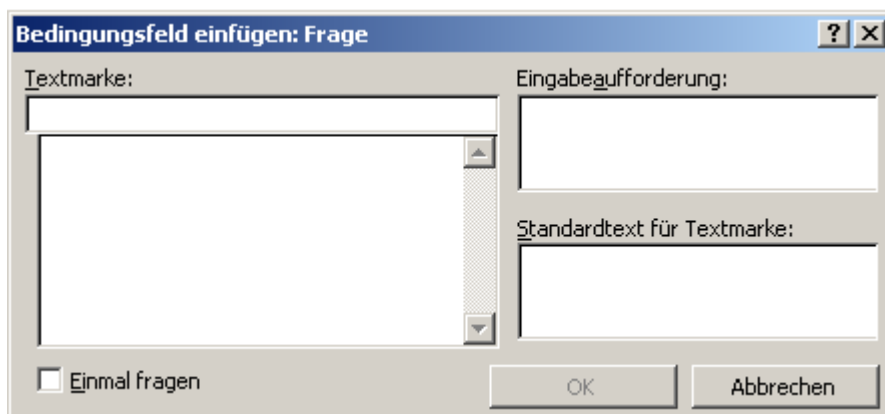 Bedingungsfeld einfügen: Frage
Textmarke:
Eingabeaufforderung:
Standardtext für Textmarke:
Einmal fragen
OK
Abbrechen